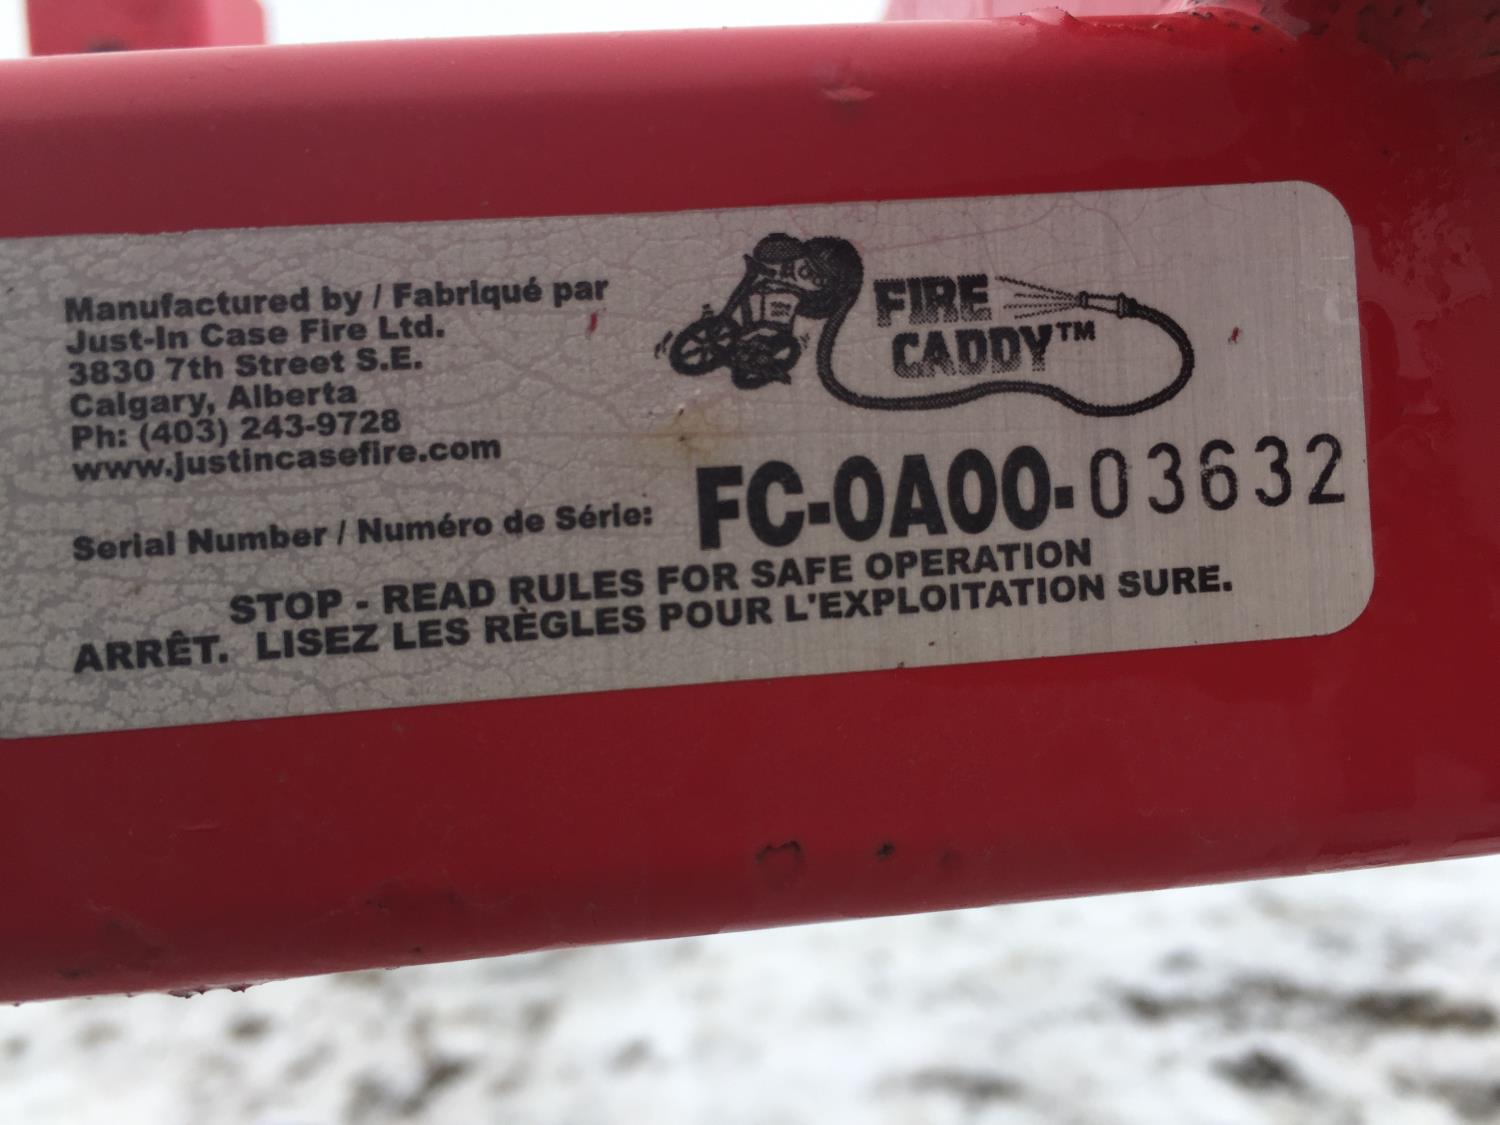 Manufactured by / Fabriqué par
Just-In Case Fire Ltd.
3830 7th Street S.E.
Calgary, Alberta
Ph: (403) 243-9728
www.justincasefire.com
FIRE
CADDY™
Serial Number / Numéro de Série: FC-0A00-03632
STOP - READ RULES FOR SAFE OPERATION
ARRÊT. LISEZ LES RÈGLES POUR L'EXPLOITATION SURE.